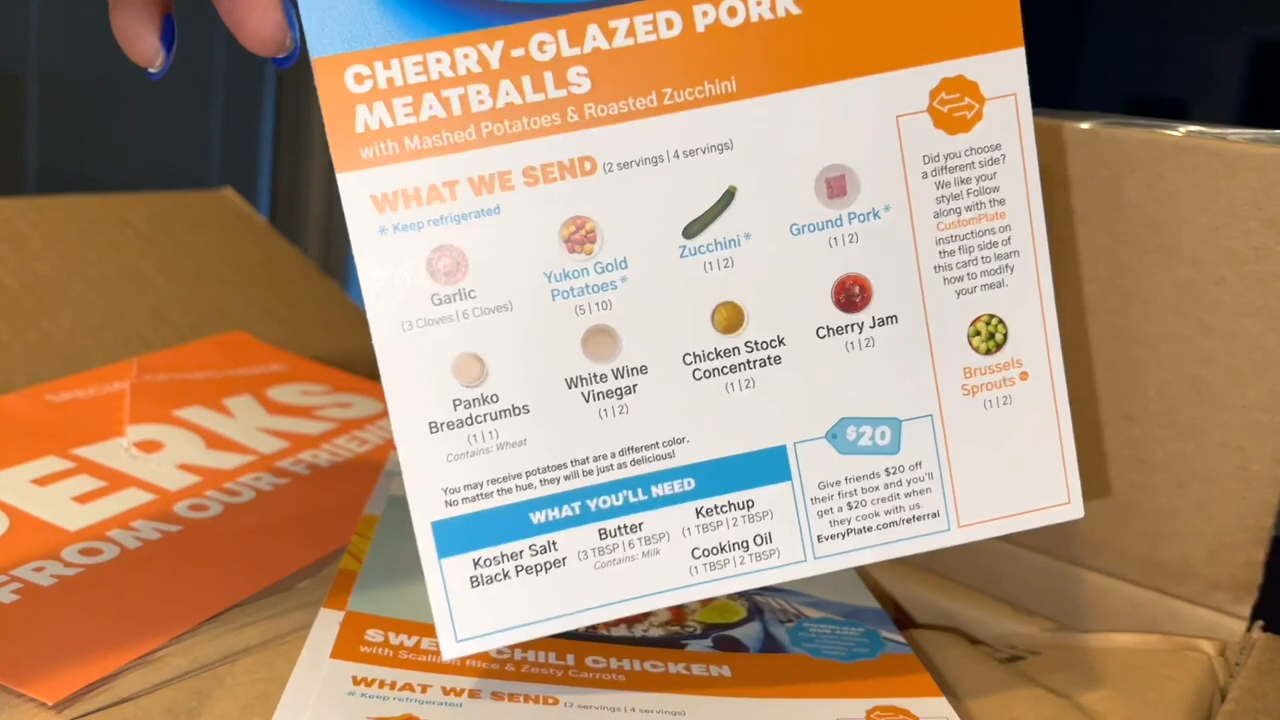 CHERRY-GLAZED PORK
MEATBALLS
with Mashed Potatoes & Roasted Zucchini
WHAT WE SEND (2 servings | 4 servings)
* Keep refrigerated
Garlic
(3 Cloves | 6 Cloves)
Yukon Gold
Potatoes *
(5 | 10)
Zucchini *
(1 | 2)
Ground Pork *
(1 | 2)
Panko
Breadcrumbs
(1 | 1)
Contains: Wheat
White Wine
Vinegar
(1 | 2)
Chicken Stock
Concentrate
(1 | 2)
Cherry Jam
(1 | 2)
You may receive potatoes that are a different color.
No matter the hue, they will be just as delicious!
WHAT YOU'LL NEED
Kosher Salt
Black Pepper
Butter
(3 TBSP | 6 TBSP)
Contains: Milk
Ketchup
(1 TBSP | 2 TBSP)
Cooking Oil
(1 TBSP | 2 TBSP)
$20
Give friends $20 off
their first box and you'll
get a $20 credit when
they cook with us.
EveryPlate.com/referral
Did you choose
a different side?
We like your
style! Follow
along with the
CustomPlate
instructions on
the flip side of
this card to learn
how to modify
your meal.
Brussels
Sprouts
(1 | 2)
PERKS
FROM OUR FRIEN
SWE CHILI CHICKEN
with Scallion Rice & Zesty Carrots
WHAT WE SEND (2 servings | 4 servings)
* Keep refrigerated
DOWNLOAD
OUR APP!